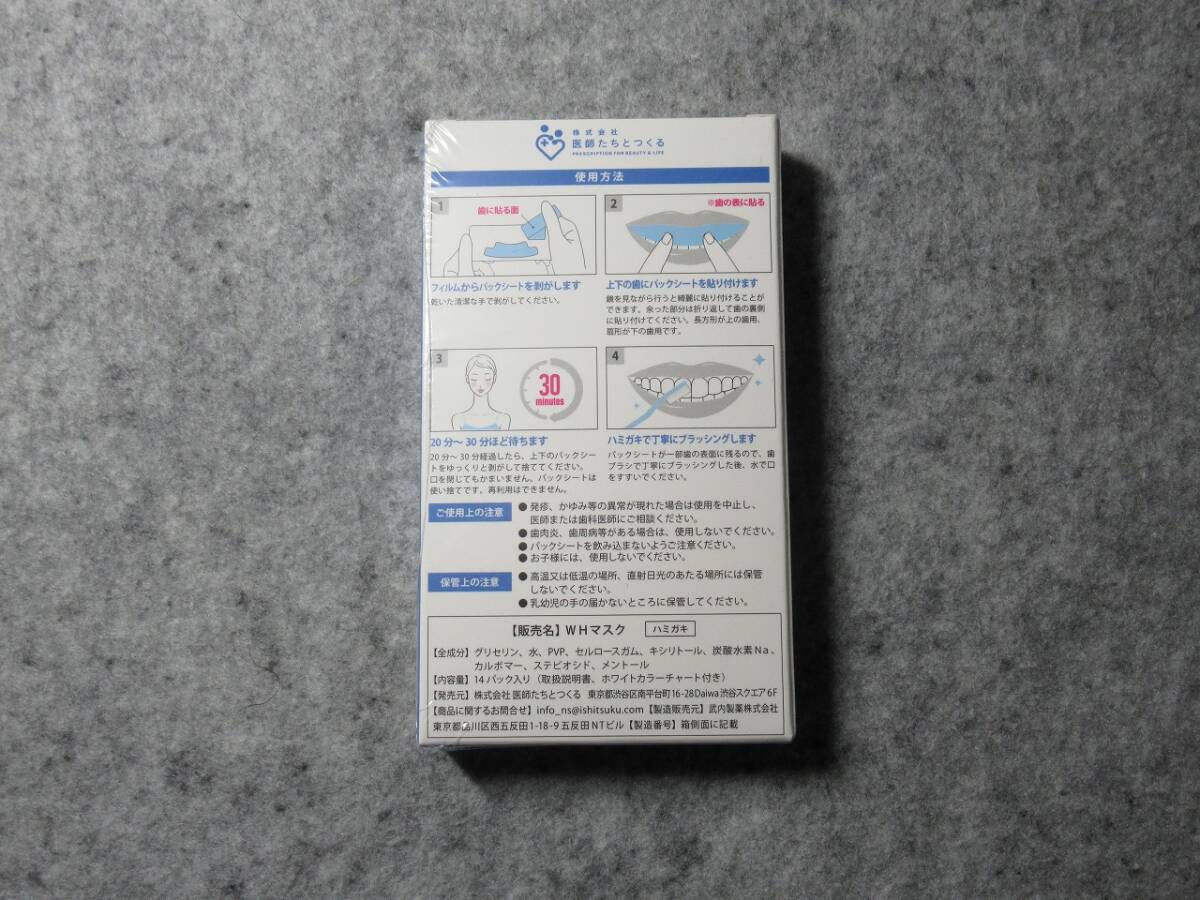 株式会社
医師たちとつくる
PRESCRIPTION FOR BEAUTY & LIFE
使用方法
1
歯に貼る面
フィルムからパックシートを剥がします
乾いた清潔な手で剥がしてください。
2
※歯の表に貼る
上下の歯にパックシートを貼り付けます
鏡を見ながら行うと綺麗に貼り付けることが
できます。余った部分は折り返して歯の裏側
に貼り付けてください。長方形が上の歯用、
扇形が下の歯用です。
3
30
minutes
20分〜30分ほど待ちます
20分〜30分経過したら、上下のパックシー
トをゆっくりと剥がして捨ててください。
口を閉じてもかまいません。パックシートは
使い捨てです。再利用はできません。
4
ハミガキで丁寧にブラッシングします
パックシートが一部歯の表面に残るので、歯
ブラシで丁寧にブラッシングした後、水で口
をすすいでください。
ご使用上の注意
●発疹、かゆみ等の異常が現れた場合は使用を中止し、
医師または歯科医師にご相談ください。
●歯肉炎、歯周病等がある場合は、使用しないでください。
●パックシートを飲み込まないようご注意ください。
●お子様には、使用しないでください。
保管上の注意
●高温又は低温の場所、直射日光のあたる場所には保管
しないでください。
●乳幼児の手の届かないところに保管してください。
【販売名】WHマスク ハミガキ
【全成分】グリセリン、水、PVP、セルロースガム、キシリトール、炭酸水素Na、
カルボマー、ステビオシド、メントール
【内容量】14パック入り（取扱説明書、ホワイトカラーチャート付き）
【発売元】株式会社 医師たちとつくる 東京都渋谷区南平台町16-28Daiwa渋谷スクエア6F
【商品に関するお問合せ】info_ns@ishitsuku.com【製造販売元】武内製薬株式会社
東京都品川区西五反田1-18-9五反田NTビル【製造番号】箱側面に記載